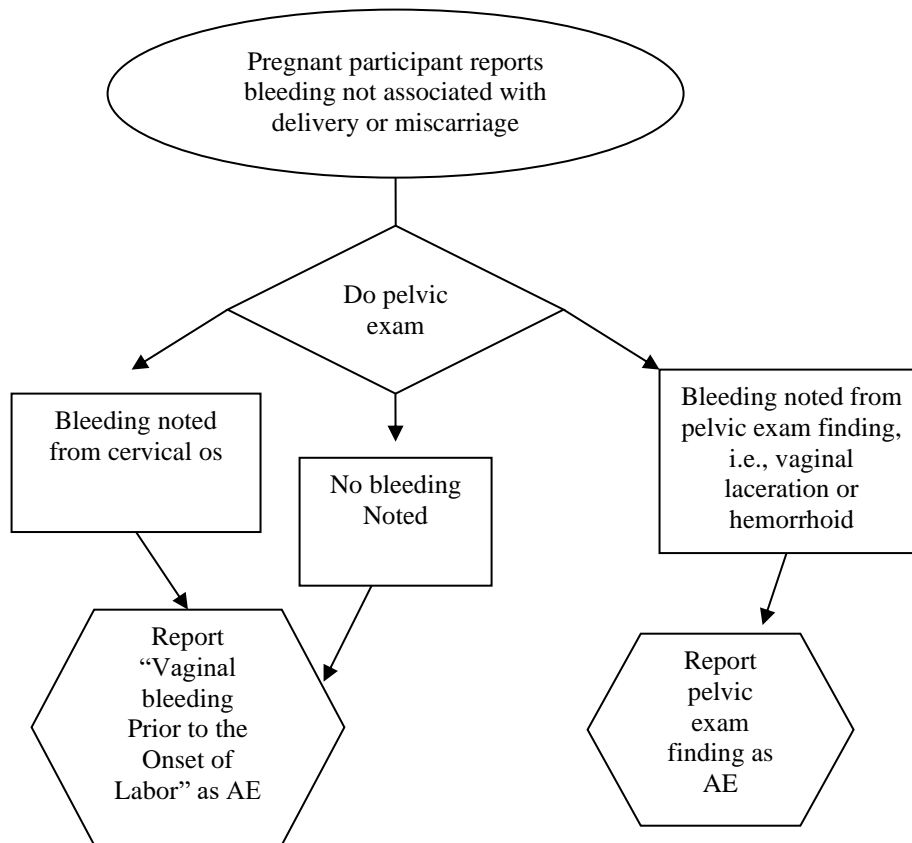 Pregnant participant reports
bleeding not associated with
delivery or miscarriage
Do pelvic
exam
Bleeding noted
from cervical os
No bleeding
Noted
Bleeding noted from
pelvic exam finding,
i.e., vaginal
laceration or
hemorrhoid
Report
“Vaginal
bleeding
Prior to the
Onset of
Labor” as AE
Report
pelvic
exam
finding as
AE